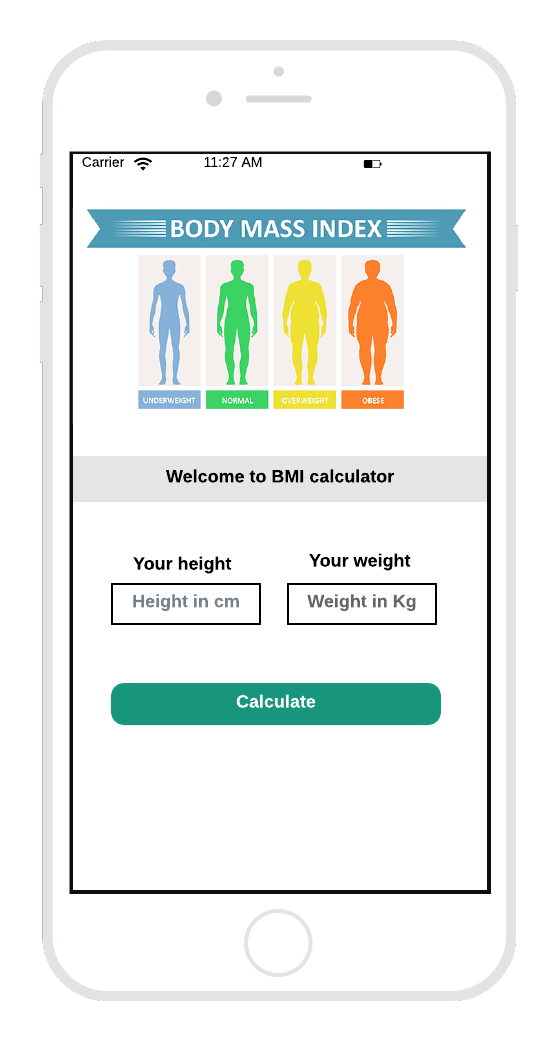 Carrier 11:27 AM
BODY MASS INDEX
UNDERWEIGHT NORMAL OVERWEIGHT OBESE
Welcome to BMI calculator
Your height Your weight
Height in cm Weight in Kg
Calculate